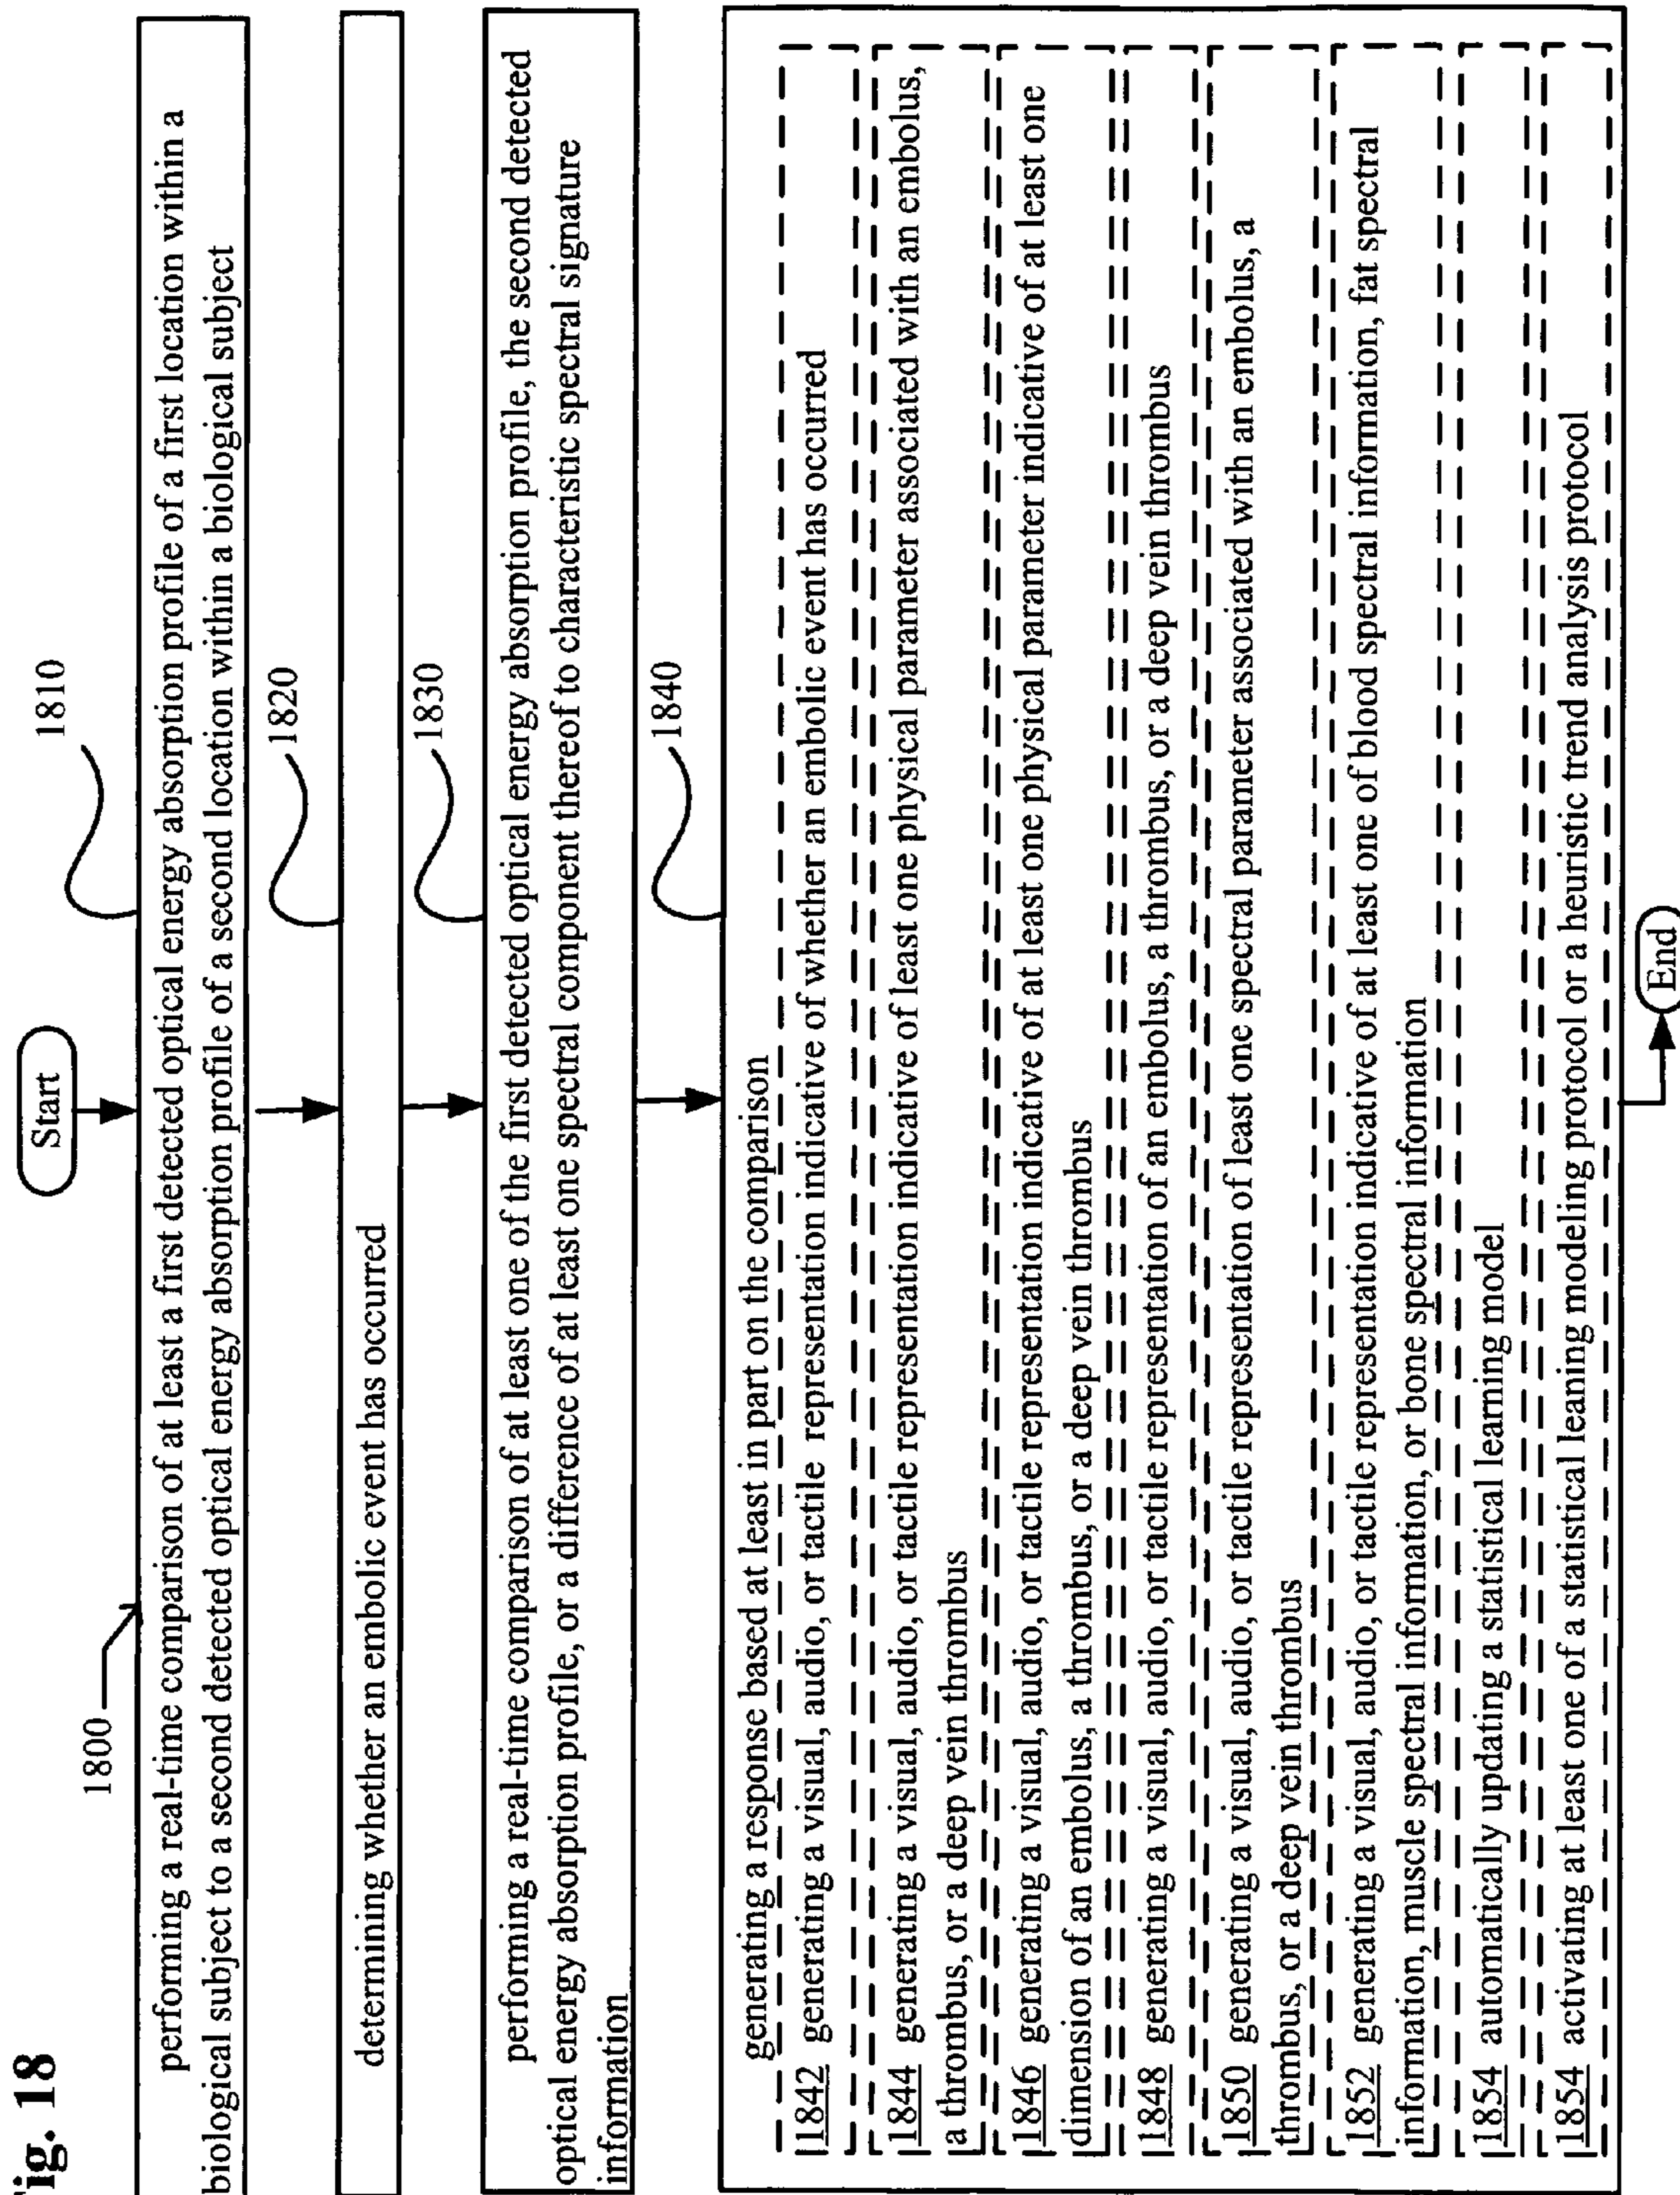 Fig. 18
1800
Start
1810
performing a real-time comparison of at least a first detected optical energy absorption profile of a first location within a
biological subject to a second detected optical energy absorption profile of a second location within a biological subject
1820
determining whether an embolic event has occurred
1830
performing a real-time comparison of at least one of the first detected optical energy absorption profile, the second detected
optical energy absorption profile, or a difference of at least one spectral component thereof to characteristic spectral signature
information
1840
generating a response based at least in part on the comparison
1842 generating a visual, audio, or tactile representation indicative of whether an embolic event has occurred
1844 generating a visual, audio, or tactile representation indicative of least one physical parameter associated with an embolus,
a thrombus, or a deep vein thrombus
1846 generating a visual, audio, or tactile representation indicative of at least one physical parameter indicative of at least one
dimension of an embolus, a thrombus, or a deep vein thrombus
1848 generating a visual, audio, or tactile representation of an embolus, a thrombus, or a deep vein thrombus
1850 generating a visual, audio, or tactile representation of least one spectral parameter associated with an embolus, a
thrombus, or a deep vein thrombus
1852 generating a visual, audio, or tactile representation indicative of at least one of blood spectral information, fat spectral
information, muscle spectral information, or bone spectral information
1854 automatically updating a statistical learning model
1854 activating at least one of a statistical leaning modeling protocol or a heuristic trend analysis protocol
End